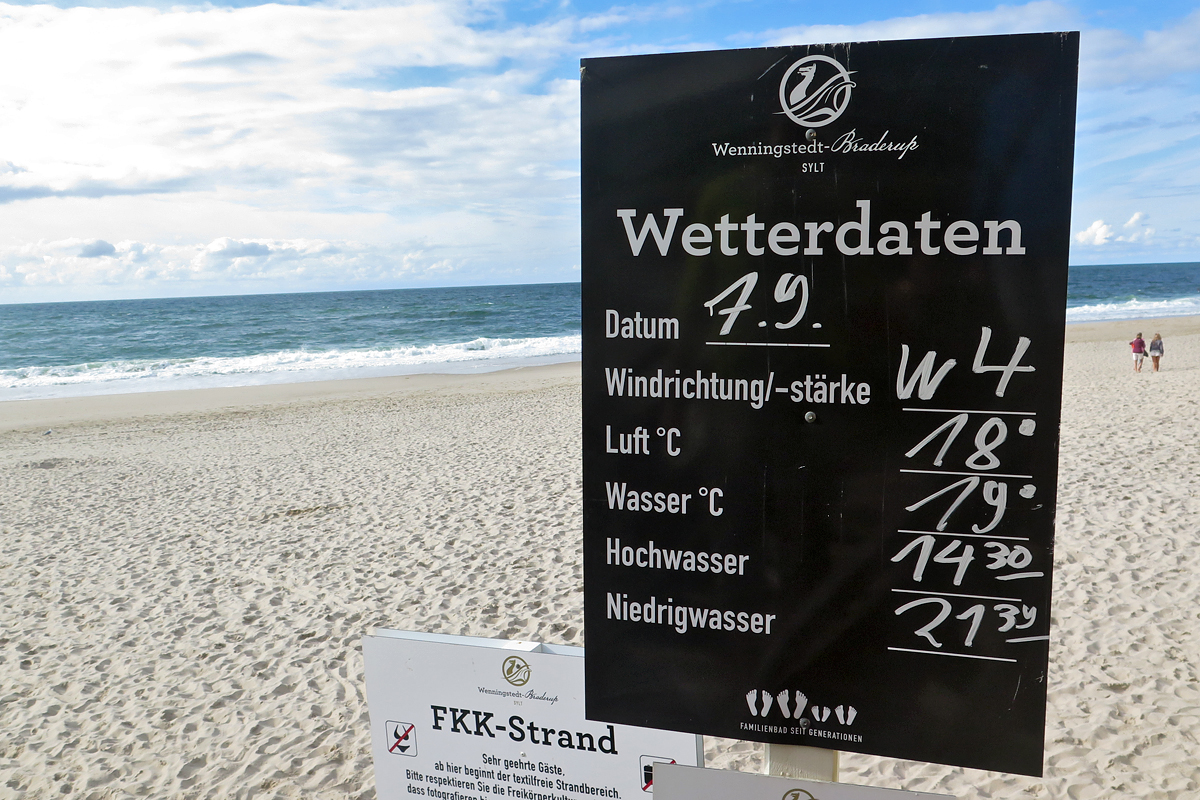 Wenningstedt-Braderup
SYLT
Wetterdaten
Datum 7.9.
Windrichtung/-stärke W 4
Luft °C 18°
Wasser °C 19°
Hochwasser 14 30
Niedrigwasser 21 34
FAMILIENBAD SEIT GENERATIONEN
Wenningstedt-Braderup
SYLT
FKK-Strand
Sehr geehrte Gäste,
ab hier beginnt der textilfreie Strandbereich.
Bitte respektieren Sie die
dass fotografieren